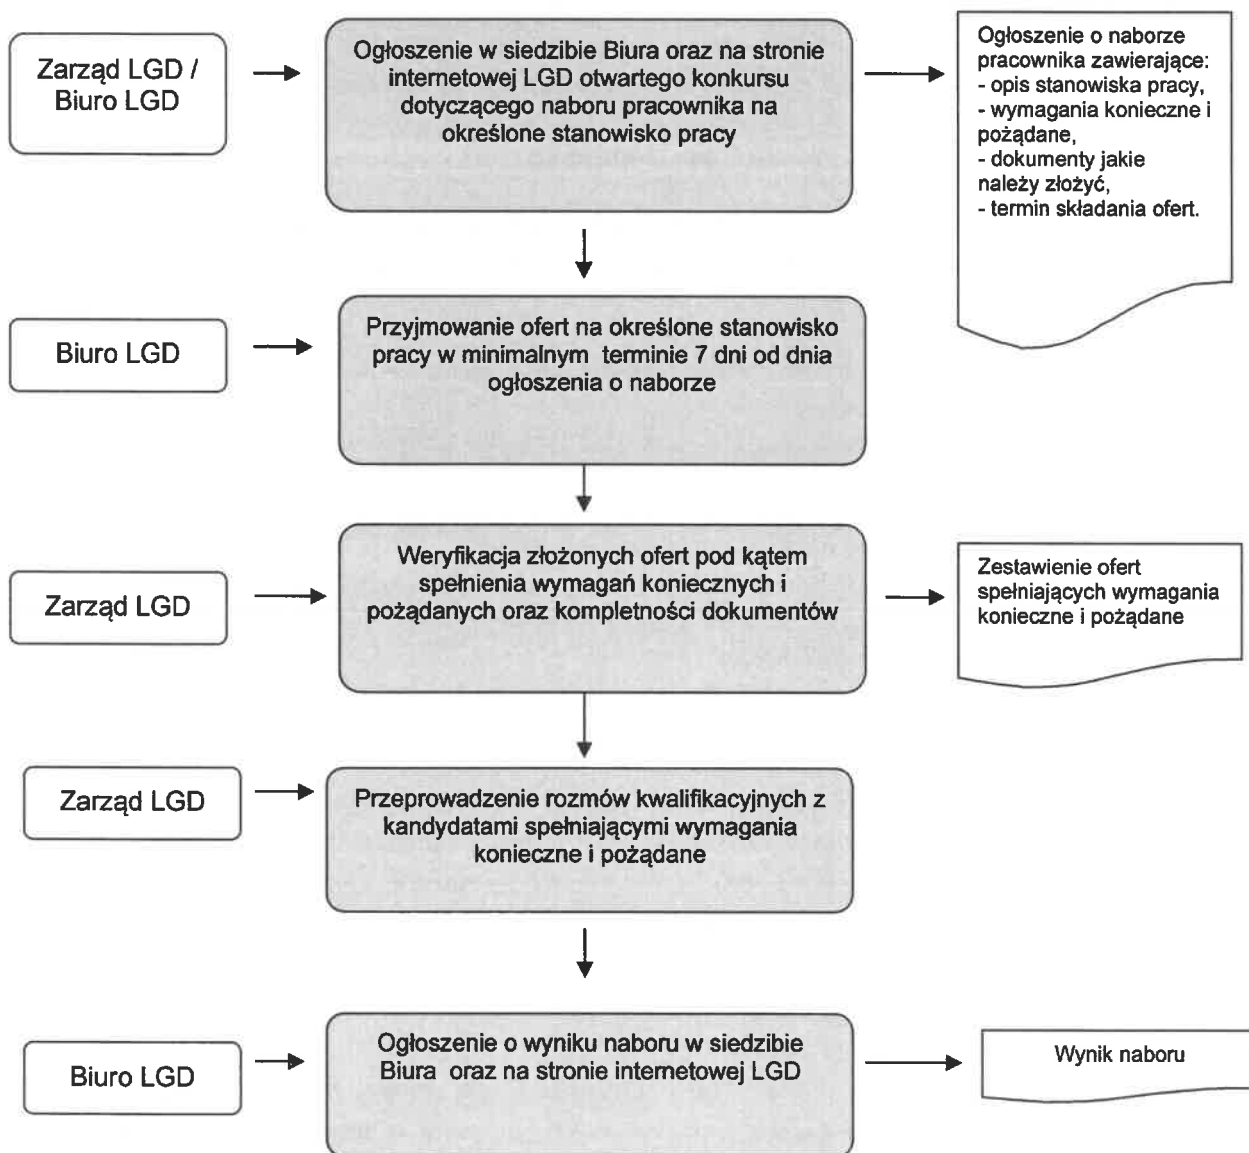 Zarząd LGD /
Biuro LGD
Ogłoszenie w siedzibie Biura oraz na stronie
internetowej LGD otwartego konkursu
dotyczącego naboru pracownika na
określone stanowisko pracy
Ogłoszenie o naborze
pracownika zawierające:
- opis stanowiska pracy,
- wymagania konieczne i
pożądane,
- dokumenty jakie
należy złożyć,
- termin składania ofert.
Biuro LGD
Przyjmowanie ofert na określone stanowisko
pracy w minimalnym terminie 7 dni od dnia
ogłoszenia o naborze
Zarząd LGD
Weryfikacja złożonych ofert pod kątem
spełnienia wymagań koniecznych i
pożądanych oraz kompletności dokumentów
Zestawienie ofert
spełniających wymagania
konieczne i pożądane
Zarząd LGD
Przeprowadzenie rozmów kwalifikacyjnych z
kandydatami spełniającymi wymagania
konieczne i pożądane
Biuro LGD
Ogłoszenie o wyniku naboru w siedzibie
Biura oraz na stronie internetowej LGD
Wynik naboru